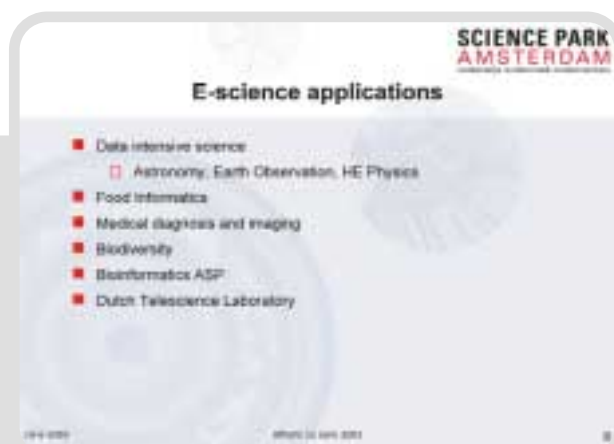 SCIENCE PARK
AMSTERDAM
E-science applications
Data intensive science
Astronomy, Earth Observation, HE Physics
Food Informatics
Medical diagnosis and imaging
Biodiversity
Bioinformatics ASP
Dutch Telescience Laboratory